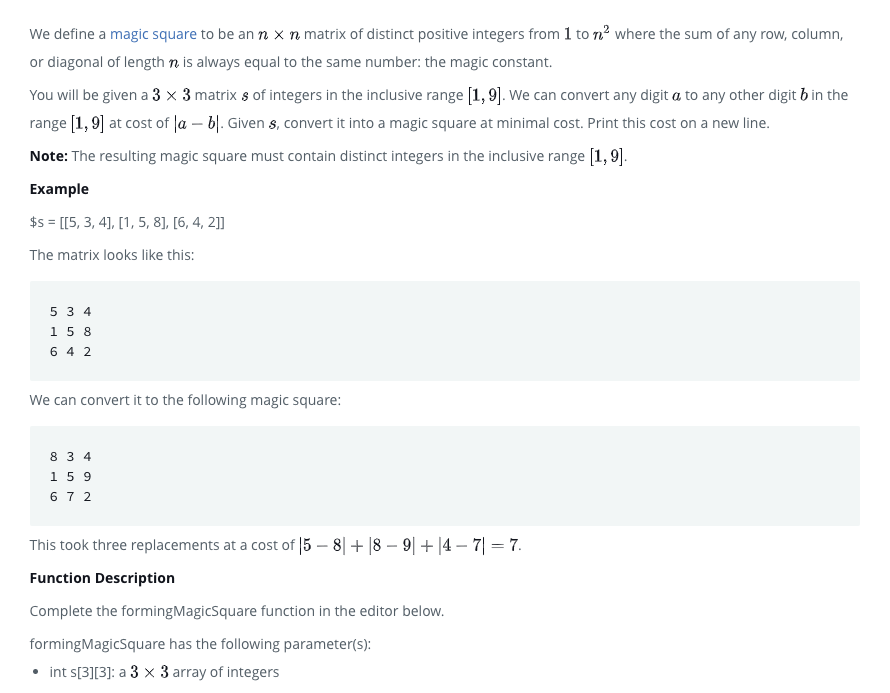 We define a magic square to be an n × n matrix of distinct positive integers from 1 to n² where the sum of any row, column,
or diagonal of length n is always equal to the same number: the magic constant.
You will be given a 3 × 3 matrix s of integers in the inclusive range [1, 9]. We can convert any digit a to any other digit b in the
range [1, 9] at cost of |a − b|. Given s, convert it into a magic square at minimal cost. Print this cost on a new line.
Note: The resulting magic square must contain distinct integers in the inclusive range [1, 9].
Example
$s = [[5, 3, 4], [1, 5, 8], [6, 4, 2]]
The matrix looks like this:
5 3 4
1 5 8
6 4 2
We can convert it to the following magic square:
8 3 4
1 5 9
6 7 2
This took three replacements at a cost of |5 − 8| + |8 − 9| + |4 − 7| = 7.
Function Description
Complete the formingMagicSquare function in the editor below.
formingMagicSquare has the following parameter(s):
• int s[3][3]: a 3 × 3 array of integers